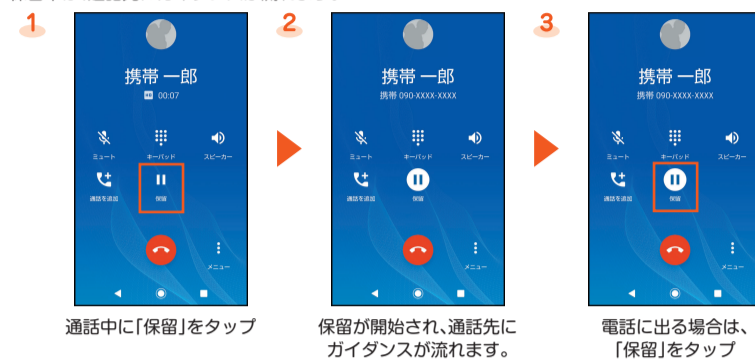 1
携帯 一郎
HD 00:07
ミュート
キーパッド
スピーカー
通話を追加
保留
メニュー
通話中に「保留」をタップ
2
携帯 一郎
携帯 090-XXXX-XXXX
ミュート
キーパッド
スピーカー
通話を追加
保留
メニュー
保留が開始され、通話先に
ガイダンスが流れます。
3
携帯 一郎
携帯 090-XXXX-XXXX
ミュート
キーパッド
スピーカー
通話を追加
保留
メニュー
電話に出る場合は、
「保留」をタップ